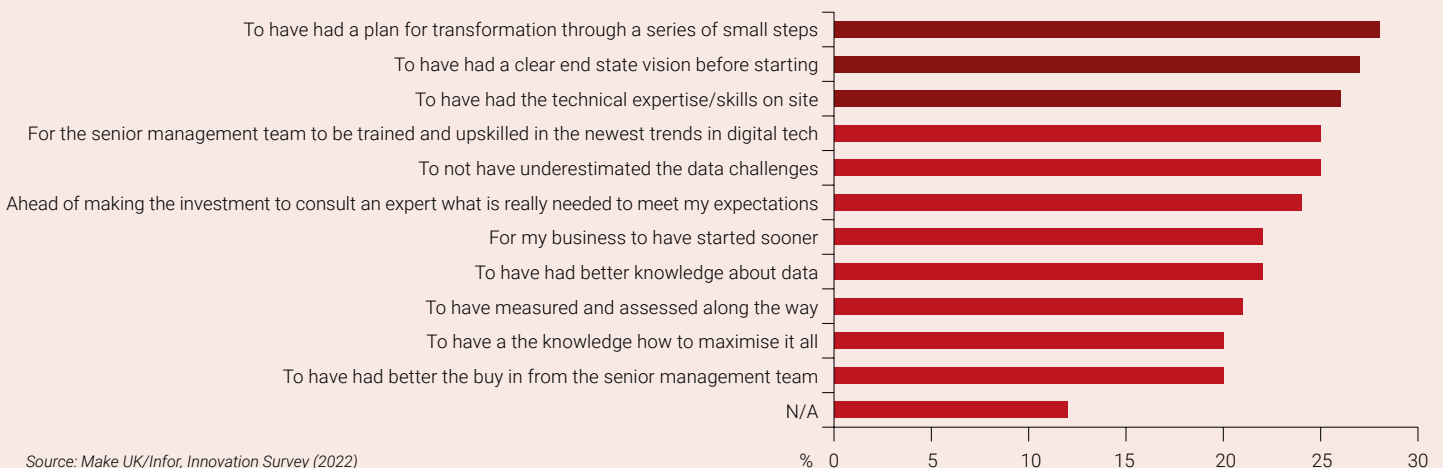 To have had a plan for transformation through a series of small steps
To have had a clear end state vision before starting
To have had the technical expertise/skills on site
For the senior management team to be trained and upskilled in the newest trends in digital tech
To not have underestimated the data challenges
Ahead of making the investment to consult an expert what is really needed to meet my expectations
For my business to have started sooner
To have had better knowledge about data
To have measured and assessed along the way
To have a the knowledge how to maximise it all
To have had better the buy in from the senior management team
N/A
% 0 5 10 15 20 25 30
Source: Make UK/Infor, Innovation Survey (2022)